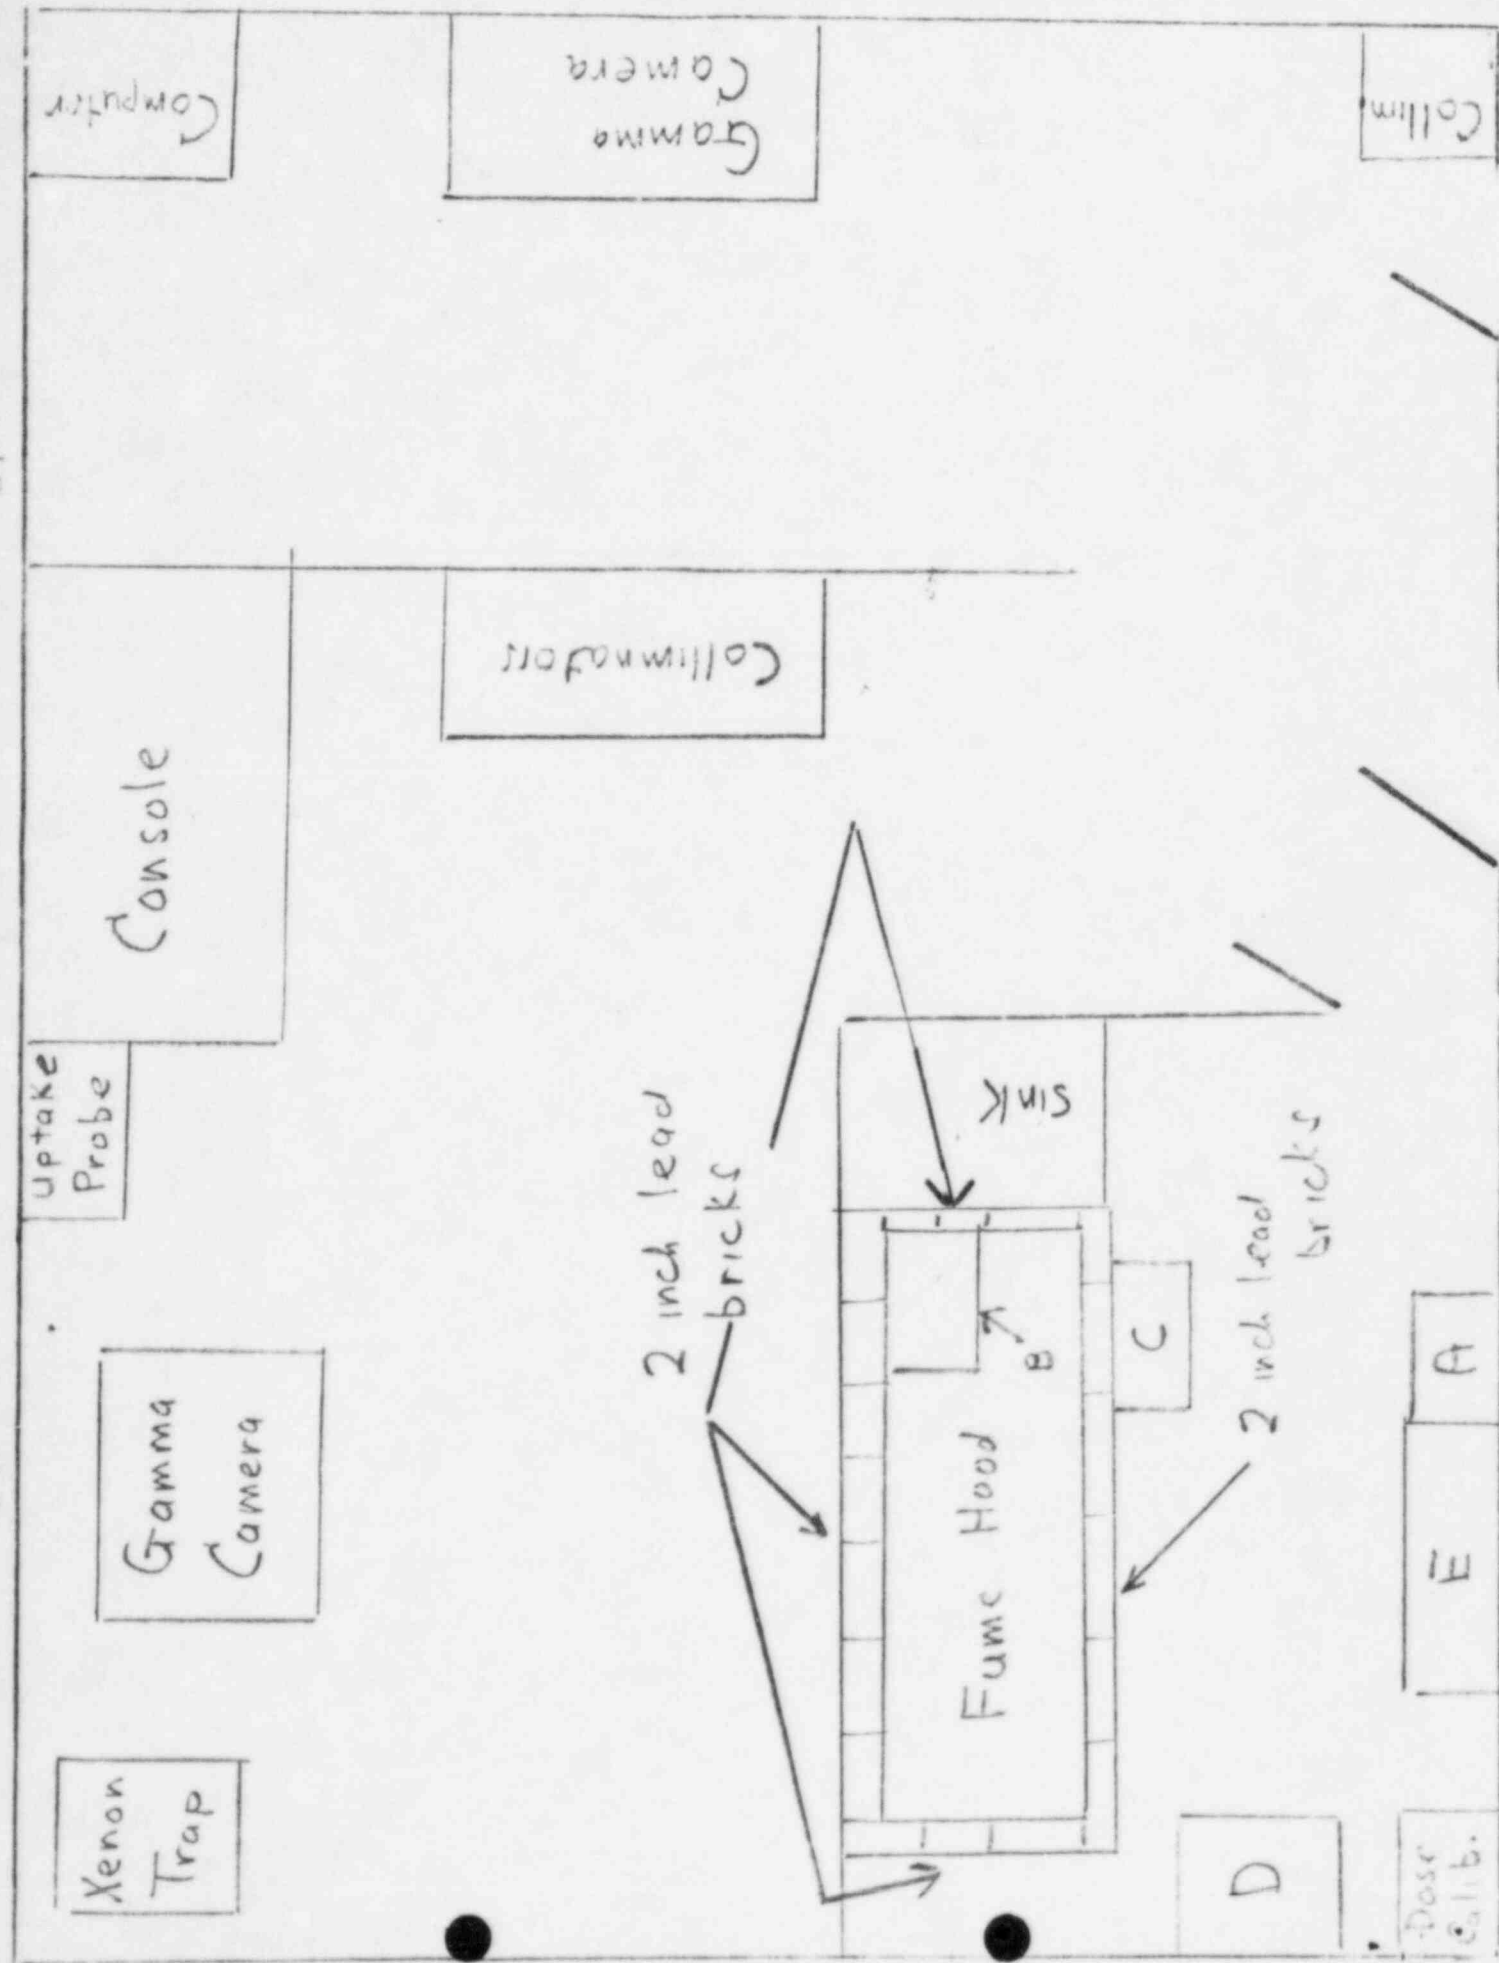 Xenon
Trap
Gamma
Camera
uptake
Probe
Console
Computer
Gamma
Camera
Collimnators
Collim
2 inch lead
bricks
Sink
Fume Hood
B
C
2 inch lead
bricks
D
E
A
Dose
Calib.